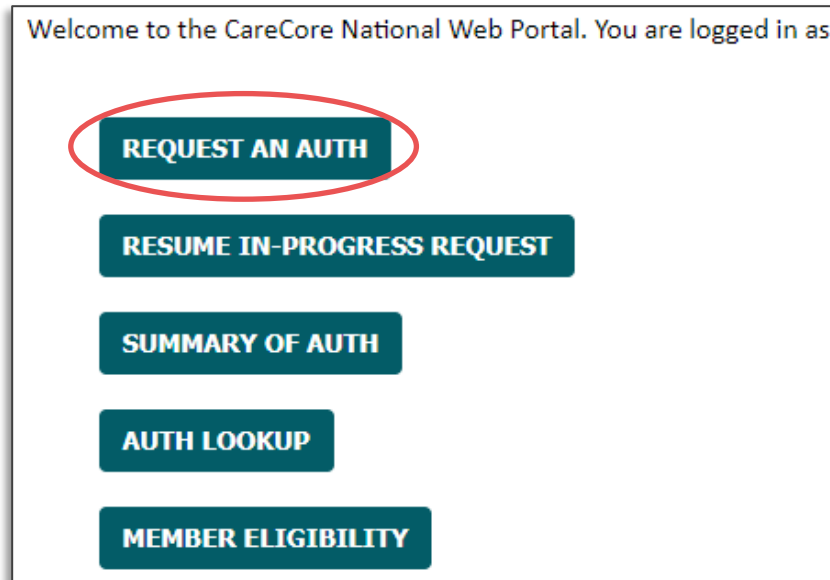 Welcome to the CareCore National Web Portal. You are logged in as
REQUEST AN AUTH
RESUME IN-PROGRESS REQUEST
SUMMARY OF AUTH
AUTH LOOKUP
MEMBER ELIGIBILITY